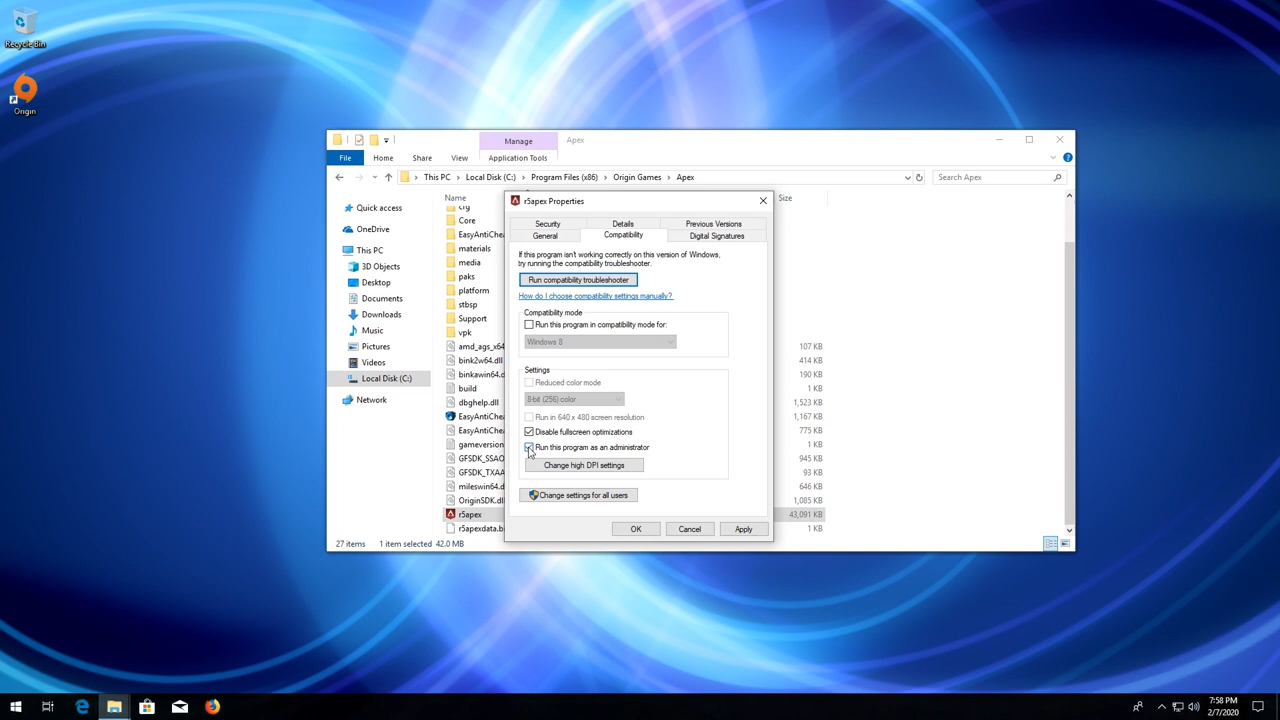 Recycle Bin
Origin
Manage
Apex
File
Home
Share
View
Application Tools
This PC
Local Disk (C:)
Program Files (x86)
Origin Games
Apex
Search Apex
Quick access
OneDrive
This PC
3D Objects
Desktop
Documents
Downloads
Music
Pictures
Videos
Local Disk (C:)
Network
Name
Size
cfg
Core
EasyAntiChe
materials
media
paks
platform
stbsp
Support
vpk
amd_ags_x64 107 KB
bink2w64.dll 414 KB
binkawin64.d 190 KB
build 1 KB
dbghelp.dll 1,523 KB
EasyAntiChea 1,167 KB
EasyAntiChea 775 KB
gameversion 1 KB
GFSDK_SSAO 945 KB
GFSDK_TXAA 93 KB
mileswin64.d 646 KB
OriginSDK.dl 1,085 KB
r5apex 43,091 KB
r5apexdata.bi 1 KB
27 items
1 item selected 42.0 MB
r5apex Properties
Security
Details
Previous Versions
General
Compatibility
Digital Signatures
If this program isn't working correctly on this version of Windows,
try running the compatibility troubleshooter.
Run compatibility troubleshooter
How do I choose compatibility settings manually?
Compatibility mode
Run this program in compatibility mode for:
Windows 8
Settings
Reduced color mode
8-bit (256) color
Run in 640 x 480 screen resolution
Disable fullscreen optimizations
Run this program as an administrator
Change high DPI settings
Change settings for all users
OK
Cancel
Apply
7:58 PM
2/7/2020